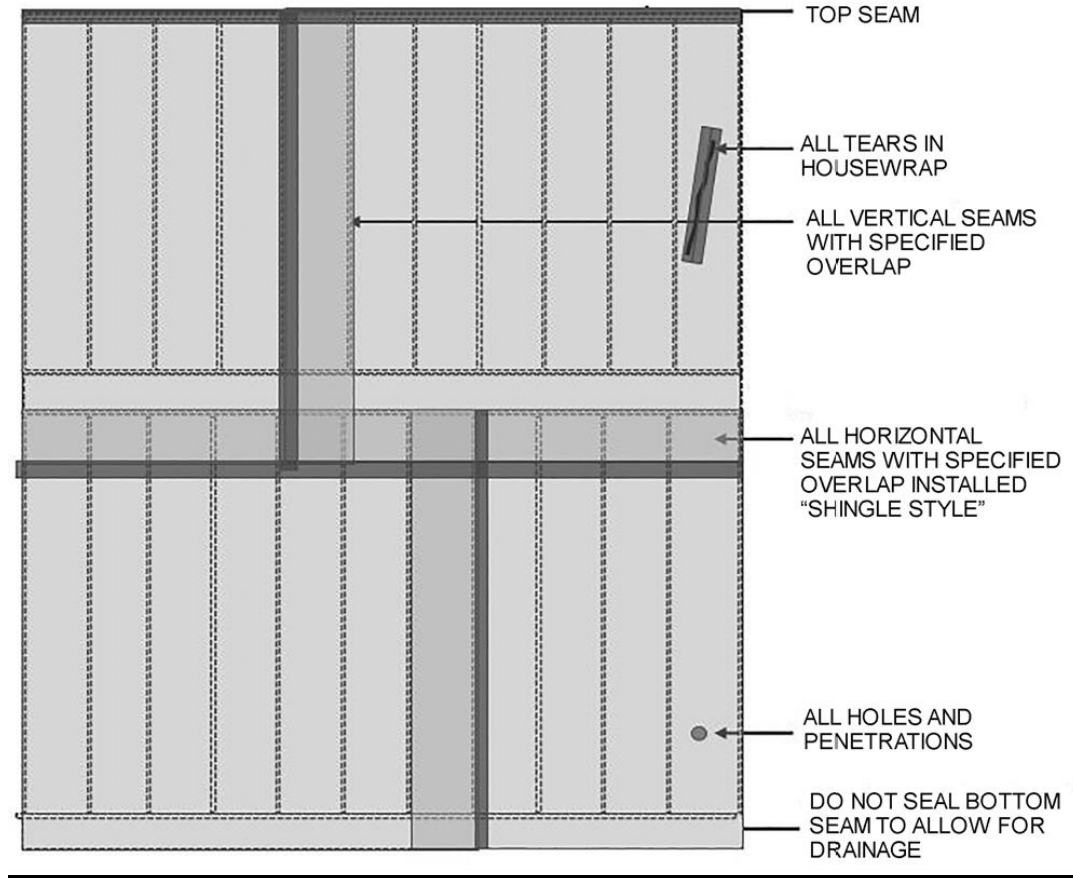 TOP SEAM
ALL TEARS IN
HOUSEWRAP
ALL VERTICAL SEAMS
WITH SPECIFIED
OVERLAP
ALL HORIZONTAL
SEAMS WITH SPECIFIED
OVERLAP INSTALLED
“SHINGLE STYLE”
ALL HOLES AND
PENETRATIONS
DO NOT SEAL BOTTOM
SEAM TO ALLOW FOR
DRAINAGE